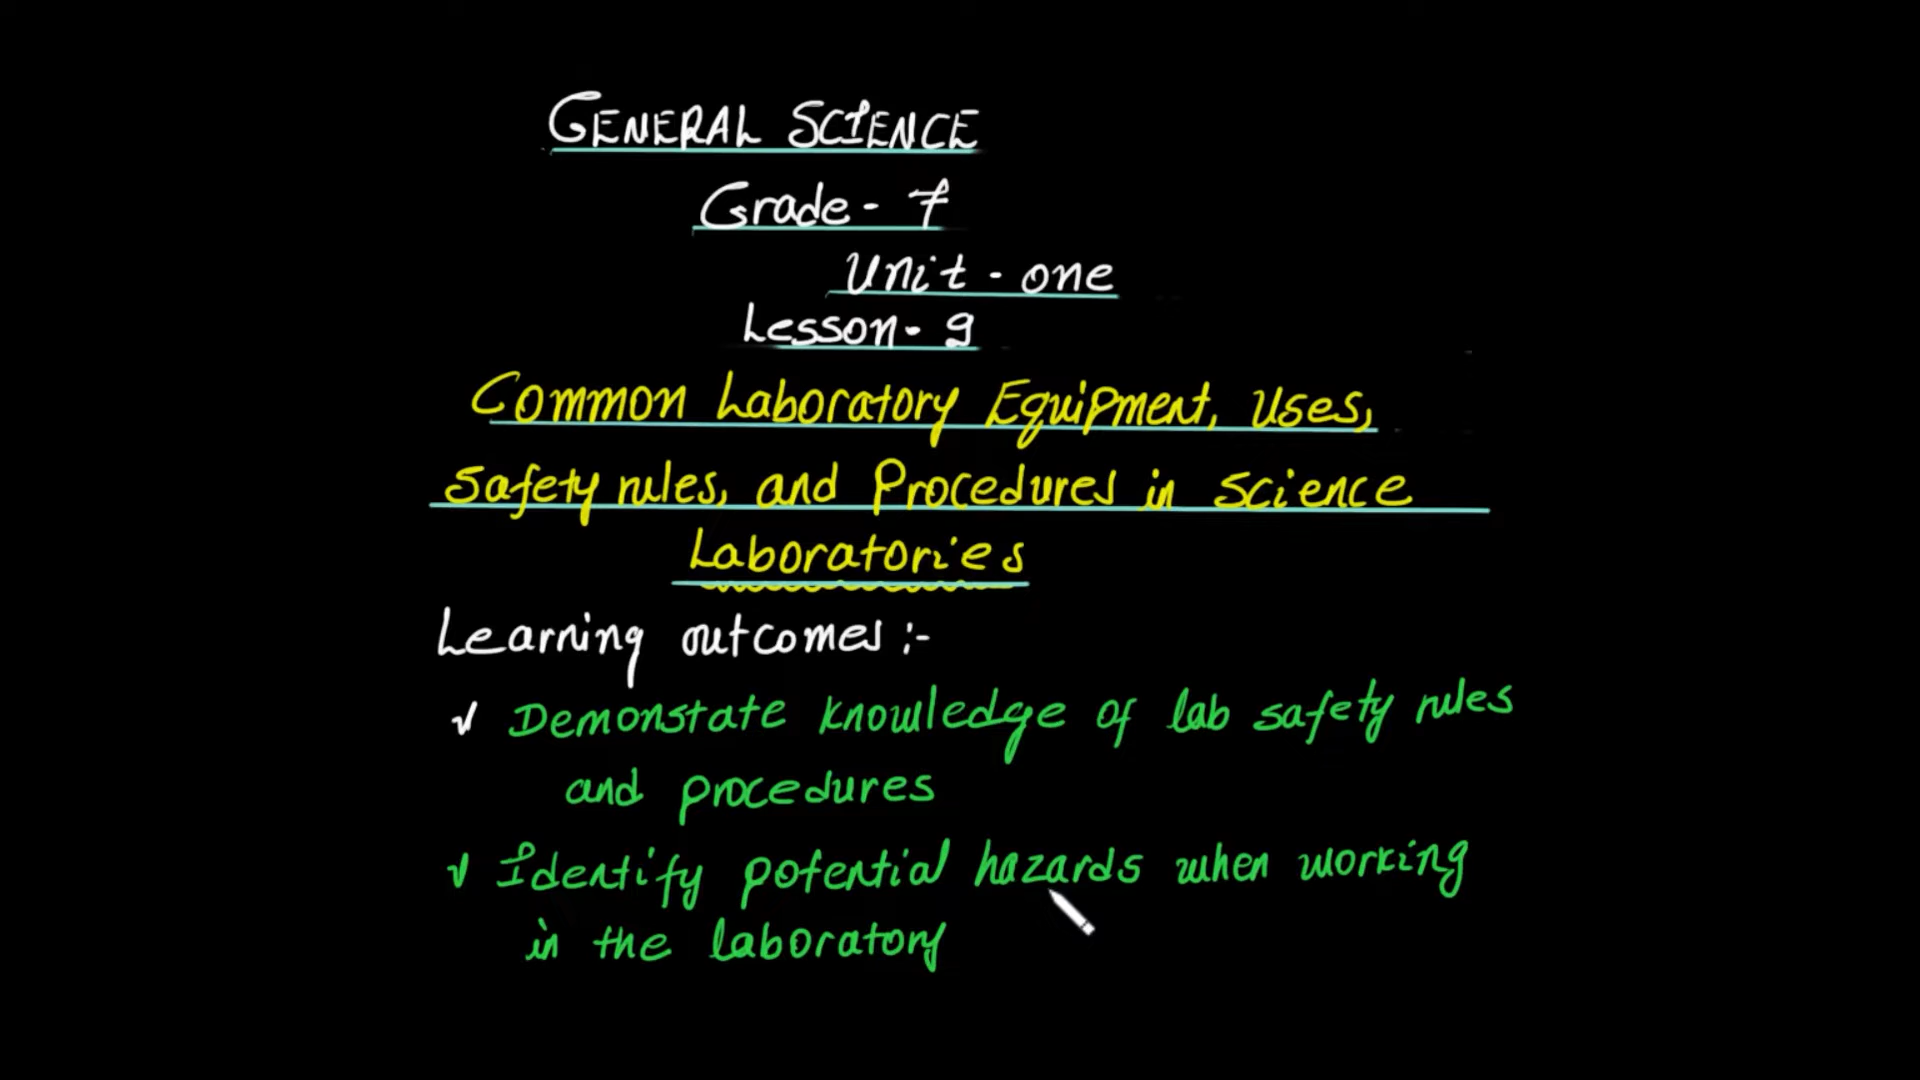 GENERAL SCIENCE
Grade - 7
Unit - one
Lesson - 9
Common Laboratory Equipment, Uses,
Safety rules, and Procedures in science
Laboratories
Learning outcomes :-
✓ Demonstate knowledge of lab safety rules
and procedures
✓ Identify potential hazards when working
in the laboratory